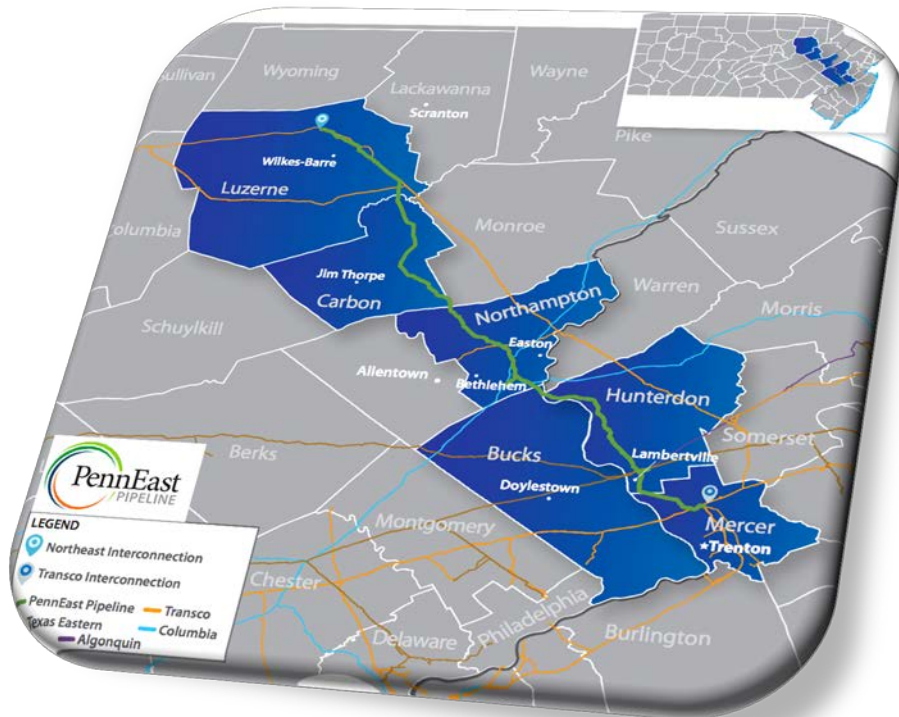 Sullivan
Wyoming
Wayne
Lackawanna
Scranton
Pike
Wilkes-Barre
Luzerne
Columbia
Monroe
Sussex
Jim Thorpe
Carbon
Northampton
Warren
Morris
Schuylkill
Easton
Allentown
Bethlehem
Hunterdon
Somerset
Berks
Bucks
Lambertville
Doylestown
Mercer
Trenton
Montgomery
Chester
Philadelphia
Delaware
Burlington
PennEast
PIPELINE
LEGEND
Northeast Interconnection
Transco Interconnection
PennEast Pipeline
Transco
Texas Eastern
Columbia
Algonquin